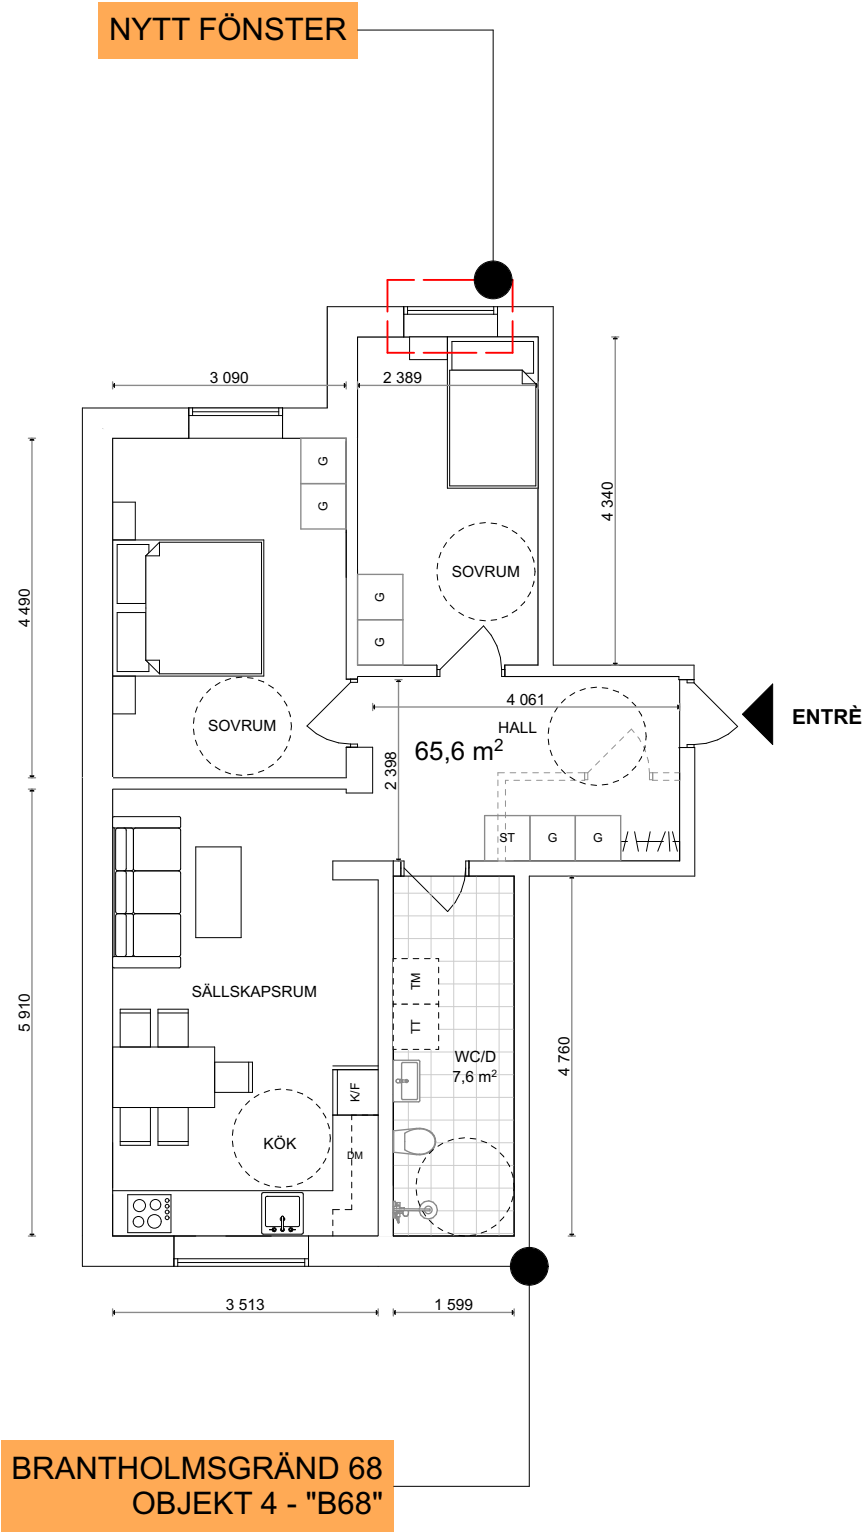 NYTT FÖNSTER
3 090
2 389
G
G
4 340
4 490
SOVRUM
G
G
4 061
HALL
SOVRUM
65,6 m²
2 398
ENTRÈ
ST
G
G
5 910
SÄLLSKAPSRUM
TM
TT
WC/D
7,6 m²
4 760
K/F
KÖK
DM
3 513
1 599
BRANTHOLMSGRÄND 68
OBJEKT 4 - "B68"